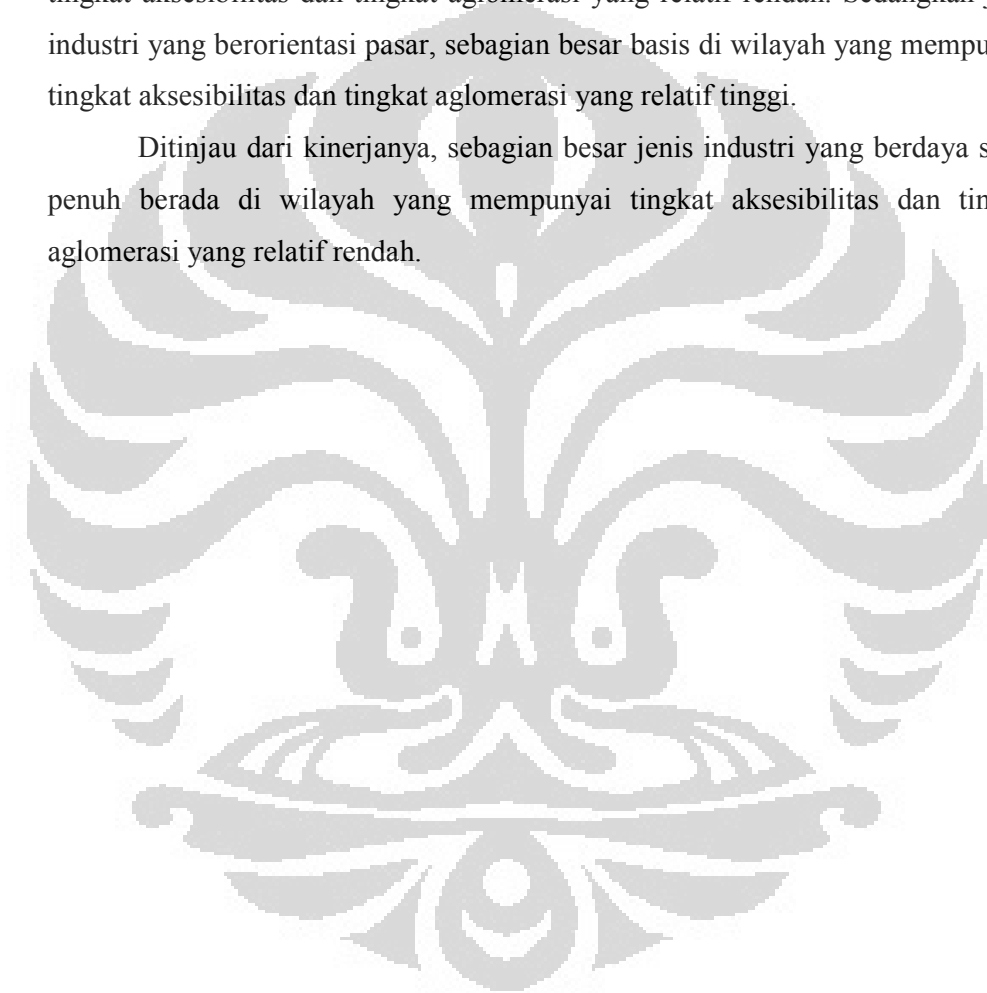 tingkat aksesibilitas dan tingkat aglomerasi yang relatif rendah. Sedangkan
industri yang berorientasi pasar, sebagian besar basis di wilayah yang
tingkat aksesibilitas dan tingkat aglomerasi yang relatif tinggi.
Ditinjau dari kinerjanya, sebagian besar jenis industri yang berdaya
penuh berada di wilayah yang mempunyai tingkat aksesibilitas dan
aglomerasi yang relatif rendah.